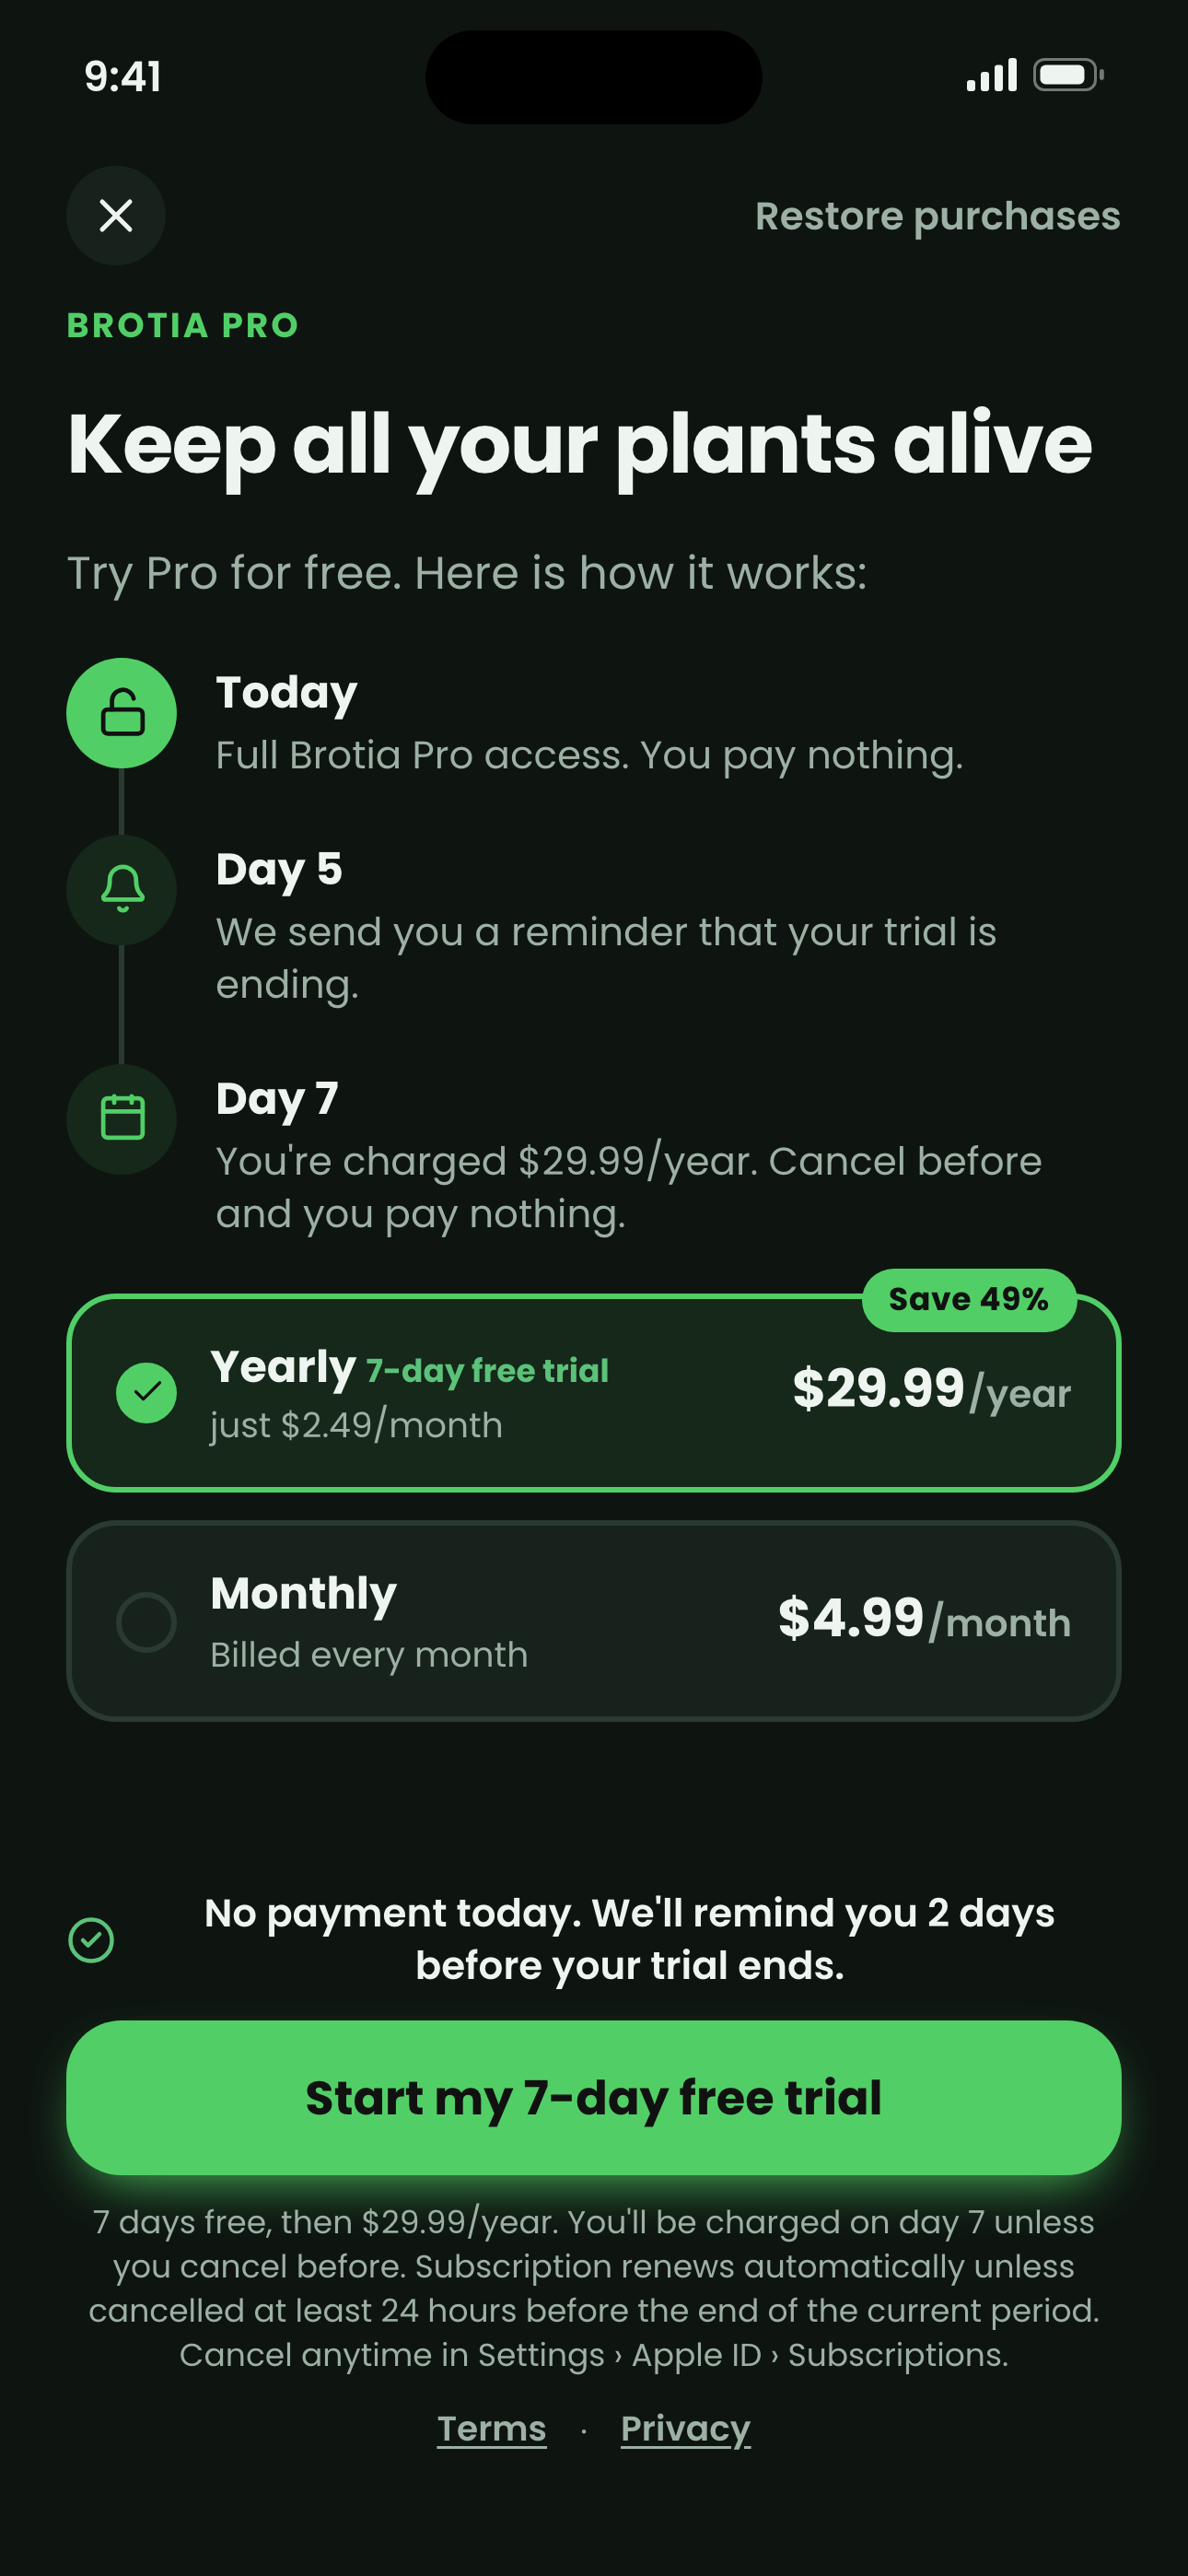 9:41
Restore purchases
BROTIA PRO
Keep all your plants alive
Try Pro for free. Here is how it works:
Today
Full Brotia Pro access. You pay nothing.
Day 5
We send you a reminder that your trial is
ending.
Day 7
You're charged $29.99/year. Cancel before
and you pay nothing.
Save 49%
Yearly 7-day free trial
just $2.49/month
$29.99/year
Monthly
Billed every month
$4.99/month
No payment today. We'll remind you 2 days
before your trial ends.
Start my 7-day free trial
7 days free, then $29.99/year. You'll be charged on day 7 unless
you cancel before. Subscription renews automatically unless
cancelled at least 24 hours before the end of the current period.
Cancel anytime in Settings › Apple ID › Subscriptions.
Terms · Privacy